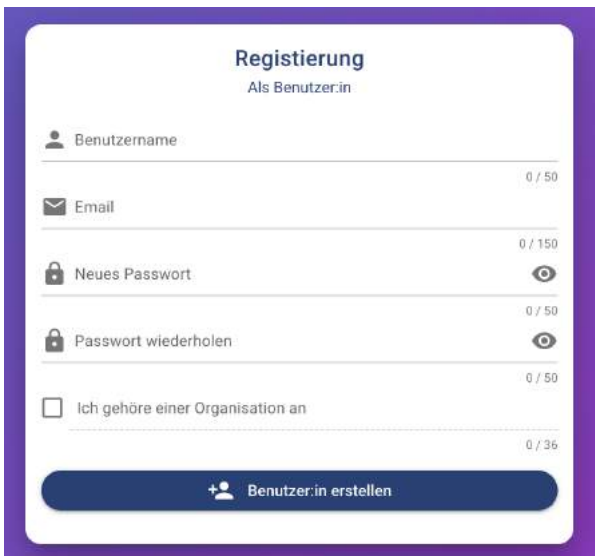 Registrierung
Als Benutzer:in
Benutzername
0 / 50
Email
0 / 150
Neues Passwort
0 / 50
Passwort wiederholen
0 / 50
Ich gehöre einer Organisation an
0 / 36
Benutzer:in erstellen